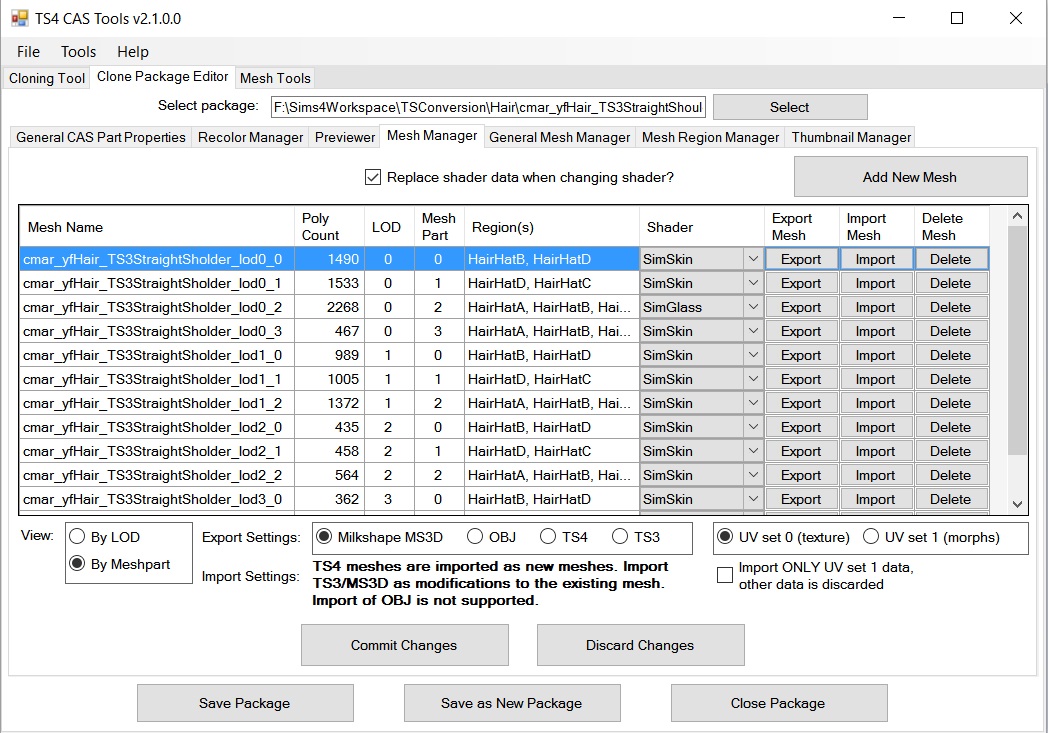 TS4 CAS Tools v2.1.0.0
File Tools Help
Cloning Tool Clone Package Editor Mesh Tools
Select package: F:\Sims4Workspace\TSConversion\Hair\cmar_yfHair_TS3StraightShoul Select
General CAS Part Properties Recolor Manager Previewer Mesh Manager General Mesh Manager Mesh Region Manager Thumbnail Manager
Replace shader data when changing shader? Add New Mesh
Mesh Name Poly Count LOD Mesh Part Region(s) Shader Export Mesh Import Mesh Delete Mesh
cmar_yfHair_TS3StraightSholder_lod0_0 1490 0 0 HairHatB, HairHatD SimSkin Export Import Delete
cmar_yfHair_TS3StraightSholder_lod0_1 1533 0 1 HairHatD, HairHatC SimSkin Export Import Delete
cmar_yfHair_TS3StraightSholder_lod0_2 2268 0 2 HairHatA, HairHatB, Hai... SimGlass Export Import Delete
cmar_yfHair_TS3StraightSholder_lod0_3 467 0 3 HairHatA, HairHatB, Hai... SimSkin Export Import Delete
cmar_yfHair_TS3StraightSholder_lod1_0 989 1 0 HairHatB, HairHatD SimSkin Export Import Delete
cmar_yfHair_TS3StraightSholder_lod1_1 1005 1 1 HairHatD, HairHatC SimSkin Export Import Delete
cmar_yfHair_TS3StraightSholder_lod1_2 1372 1 2 HairHatA, HairHatB, Hai... SimSkin Export Import Delete
cmar_yfHair_TS3StraightSholder_lod2_0 435 2 0 HairHatB, HairHatD SimSkin Export Import Delete
cmar_yfHair_TS3StraightSholder_lod2_1 458 2 1 HairHatD, HairHatC SimSkin Export Import Delete
cmar_yfHair_TS3StraightSholder_lod2_2 564 2 2 HairHatA, HairHatB, Hai... SimSkin Export Import Delete
cmar_yfHair_TS3StraightSholder_lod3_0 362 3 0 HairHatB, HairHatD SimSkin Export Import Delete
View: By LOD Export Settings: Milkshape MS3D OBJ TS4 TS3 UV set 0 (texture) UV set 1 (morphs)
By Meshpart Import Settings: TS4 meshes are imported as new meshes. Import
TS3/MS3D as modifications to the existing mesh.
Import of OBJ is not supported.
Import ONLY UV set 1 data,
other data is discarded
Commit Changes Discard Changes
Save Package Save as New Package Close Package